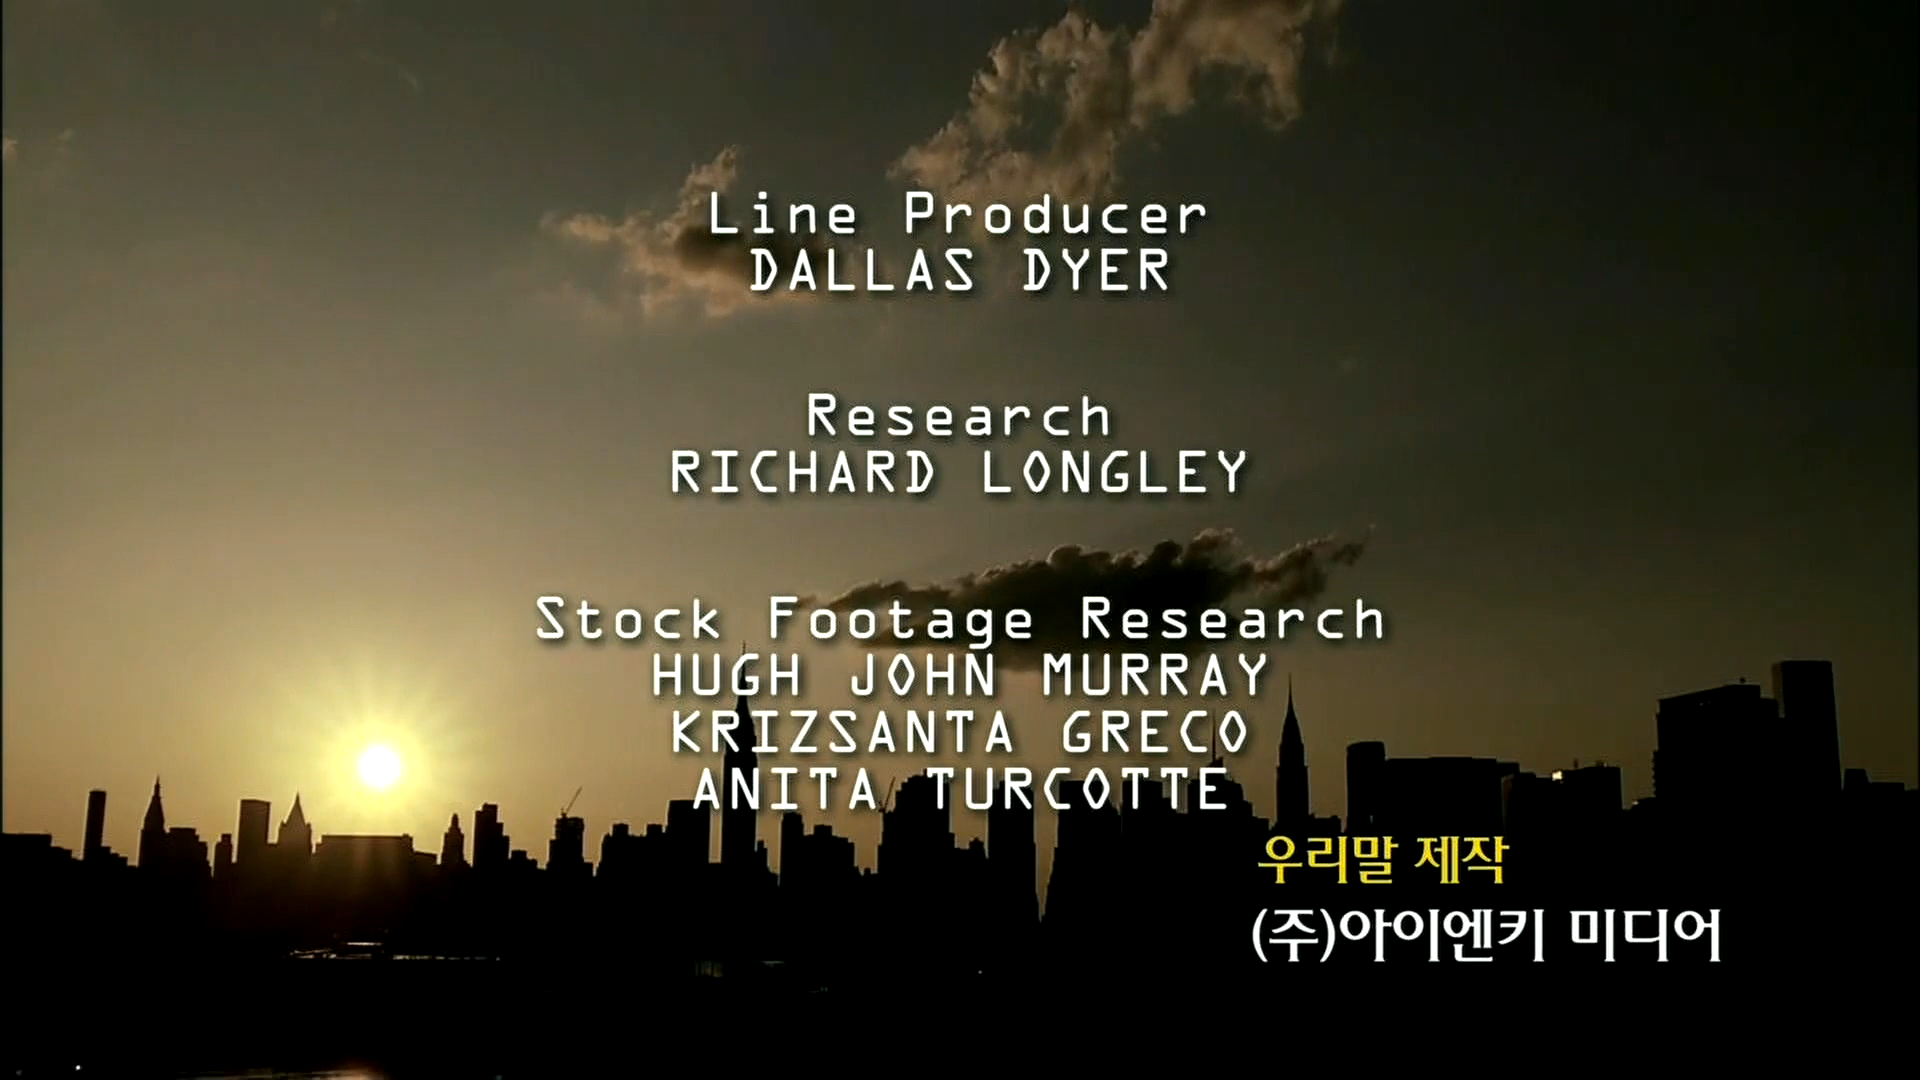 Line Producer
DALLAS DYER
Research
RICHARD LONGLEY
Stock Footage Research
HUGH JOHN MURRAY
KRIZSANTA GRECO
ANITA TURCOTTE
우리말 제작
(주)아이엔키 미디어